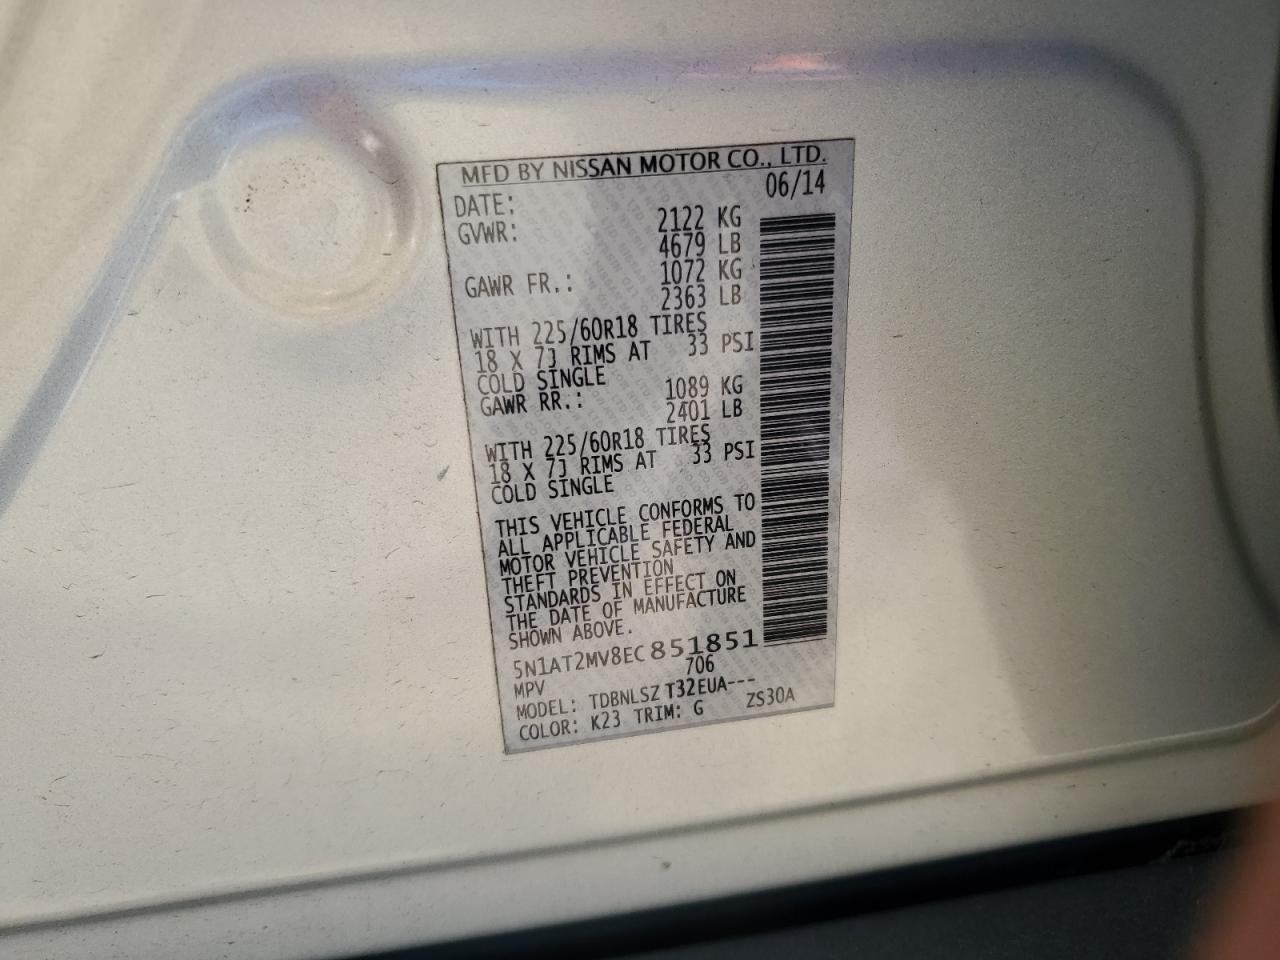 MFD BY NISSAN MOTOR CO., LTD.
DATE: 06/14
GVWR: 2122 KG
4679 LB
GAWR FR.: 1072 KG
2363 LB
WITH 225/60R18 TIRES
18 X 7J RIMS AT 33 PSI
COLD SINGLE
GAWR RR.: 1089 KG
2401 LB
WITH 225/60R18 TIRES
18 X 7J RIMS AT 33 PSI
COLD SINGLE
THIS VEHICLE CONFORMS TO
ALL APPLICABLE FEDERAL
MOTOR VEHICLE SAFETY AND
THEFT PREVENTION
STANDARDS IN EFFECT ON
THE DATE OF MANUFACTURE
SHOWN ABOVE.
5N1AT2MV8EC851851
MPV 706
MODEL: TDBNLSZ T32EUA---
COLOR: K23 TRIM: G ZS30A